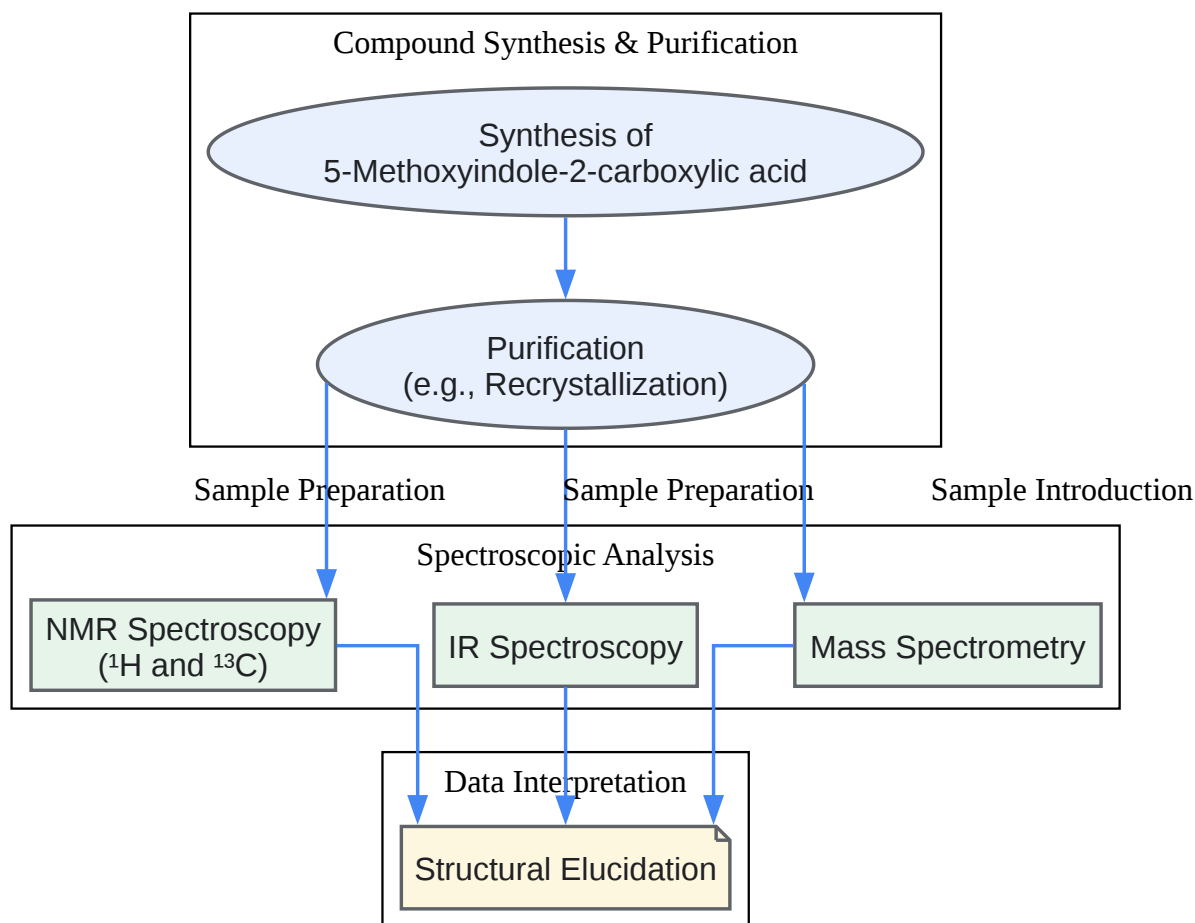 Compound Synthesis & Purification
Synthesis of
5-Methoxyindole-2-carboxylic acid
Purification
(e.g., Recrystallization)
Sample Preparation
Sample Preparation
Sample Introduction
Spectroscopic Analysis
NMR Spectroscopy
(¹H and ¹³C)
IR Spectroscopy
Mass Spectrometry
Data Interpretation
Structural Elucidation